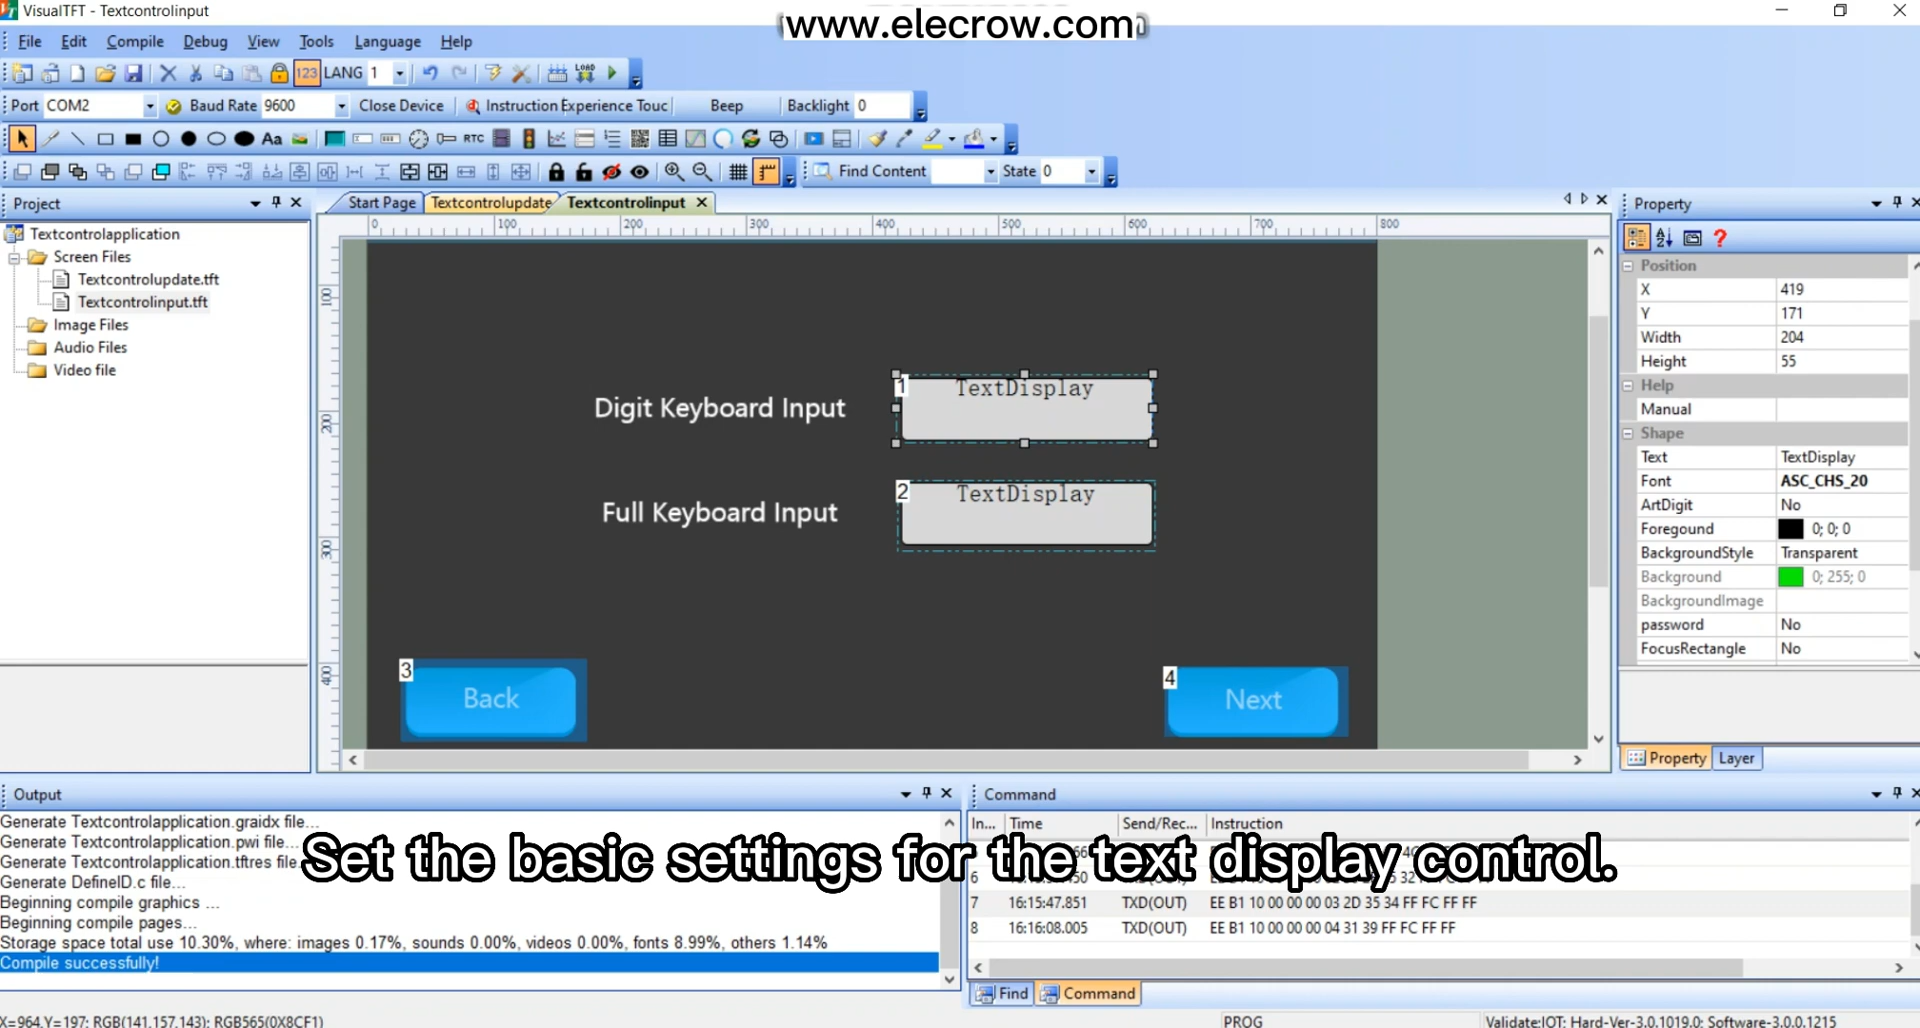 VisualTFT - Textcontrolinput
www.elecrow.com
File Edit Compile Debug View Tools Language Help
123 LANG 1 LOAD
Port COM2 Baud Rate 9600 Close Device Instruction Experience Touc Beep Backlight 0
Aa RTC
Find Content State 0
Project
Textcontrolapplication
Screen Files
Textcontrolupdate.tft
Textcontrolinput.tft
Image Files
Audio Files
Video file
Start Page Textcontrolupdate Textcontrolinput
0 100 200 300 400 500 600 700 800
100
200
300
400
1 TextDisplay
Digit Keyboard Input
2 TextDisplay
Full Keyboard Input
3 Back
4 Next
Property
Position
X 419
Y 171
Width 204
Height 55
Help
Manual
Shape
Text TextDisplay
Font ASC_CHS_20
ArtDigit No
Foregound 0; 0; 0
BackgroundStyle Transparent
Background 0; 255; 0
BackgroundImage
password No
FocusRectangle No
Property Layer
Output
Generate Textcontrolapplication.graidx file...
Generate Textcontrolapplication.pwi file...
Generate Textcontrolapplication.tftres file
Generate DefineID.c file...
Beginning compile graphics ...
Beginning compile pages...
Storage space total use 10.30%, where: images 0.17%, sounds 0.00%, videos 0.00%, fonts 8.99%, others 1.14%
Compile successfully!
Command
In... Time Send/Rec... Instruction
6
7 16:15:47.851 TXD(OUT) EE B1 10 00 00 00 03 2D 35 34 FF FC FF FF
8 16:16:08.005 TXD(OUT) EE B1 10 00 00 00 04 31 39 FF FC FF FF
Find Command
Set the basic settings for the text display control.
X=964,Y=197; RGB(141,157,143); RGB565(0X8CF1) PROG Validate:IOT; Hard-Ver-3.0.1019.0; Software-3.0.0.1215